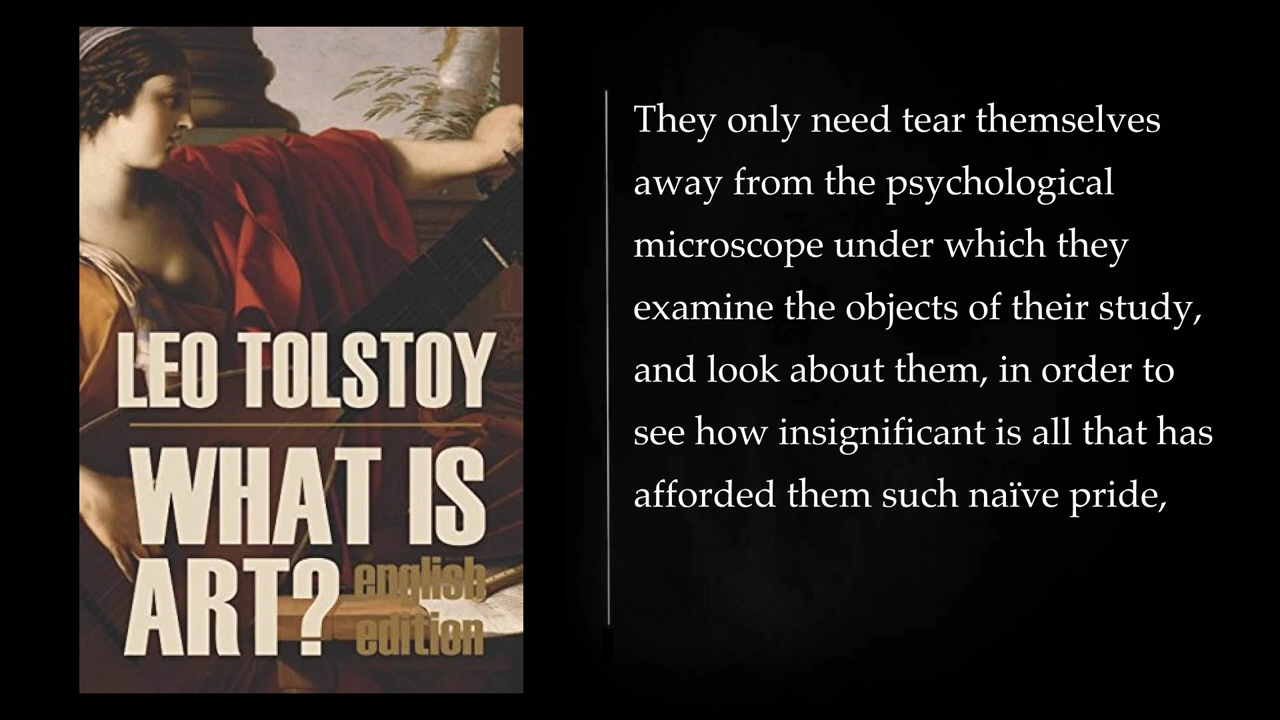 LEO TOLSTOY
WHAT IS
ART?
english
edition
They only need tear themselves
away from the psychological
microscope under which they
examine the objects of their study,
and look about them, in order to
see how insignificant is all that has
afforded them such naïve pride,